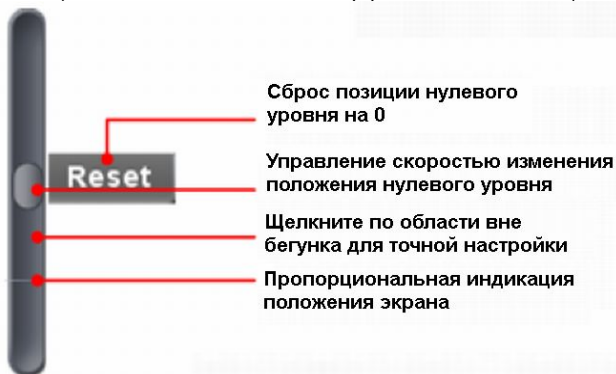 Сброс позиции нулевого
уровня на 0
Reset
Управление скоростью изменения
положения нулевого уровня
Щелкните по области вне
бегунка для точной настройки
Пропорциональная индикация
положения экрана